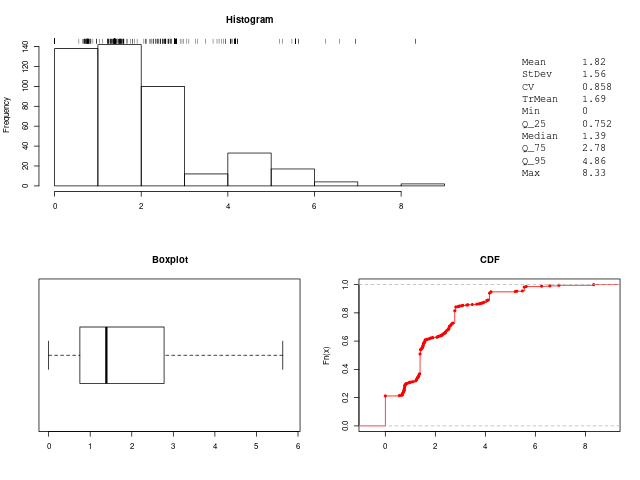 Histogram
Frequency
0 20 40 60 80 100 120 140
0 2 4 6 8
Mean 1.82
StDev 1.56
CV 0.858
TrMean 1.69
Min 0
Q_25 0.752
Median 1.39
Q_75 2.78
Q_95 4.86
Max 8.33
Boxplot
0 1 2 3 4 5 6
CDF
Fn(x)
0.0 0.2 0.4 0.6 0.8 1.0
0 2 4 6 8